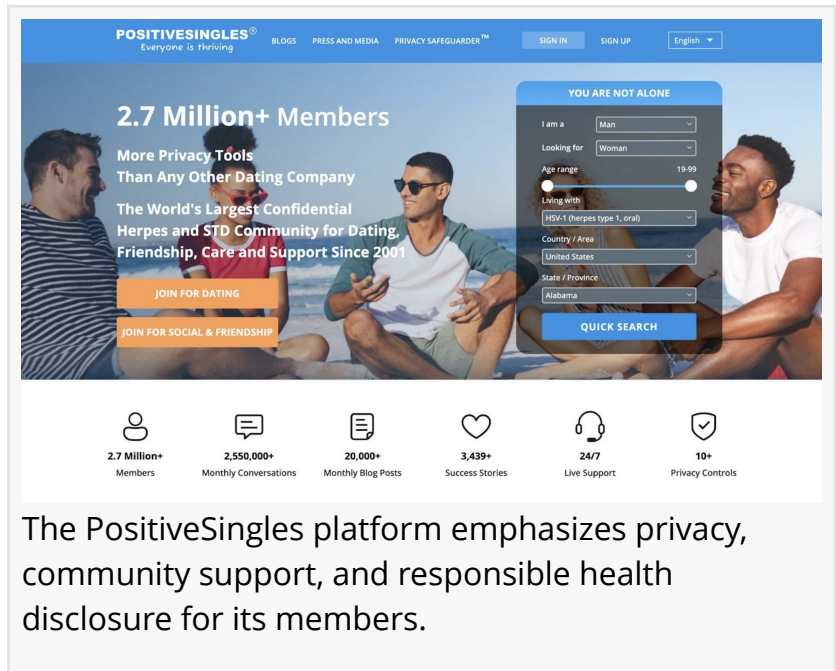 POSITIVESINGLES®
Everyone is thriving
BLOGS
PRESS AND MEDIA
PRIVACY SAFEGUARDER™
SIGN IN
SIGN UP
English
2.7 Million+ Members
More Privacy Tools
Than Any Other Dating Company
The World's Largest Confidential
Herpes and STD Community for Dating,
Friendship, Care and Support Since 2001
JOIN FOR DATING
JOIN FOR SOCIAL & FRIENDSHIP
YOU ARE NOT ALONE
I am a Man
Looking for Woman
Age range 19-99
Living with
HSV-1 (herpes type 1, oral)
Country / Area
United States
State / Province
Alabama
QUICK SEARCH
2.7 Million+
Members
2,550,000+
Monthly Conversations
20,000+
Monthly Blog Posts
3,439+
Success Stories
24/7
Live Support
10+
Privacy Controls
The PositiveSingles platform emphasizes privacy,
community support, and responsible health
disclosure for its members.